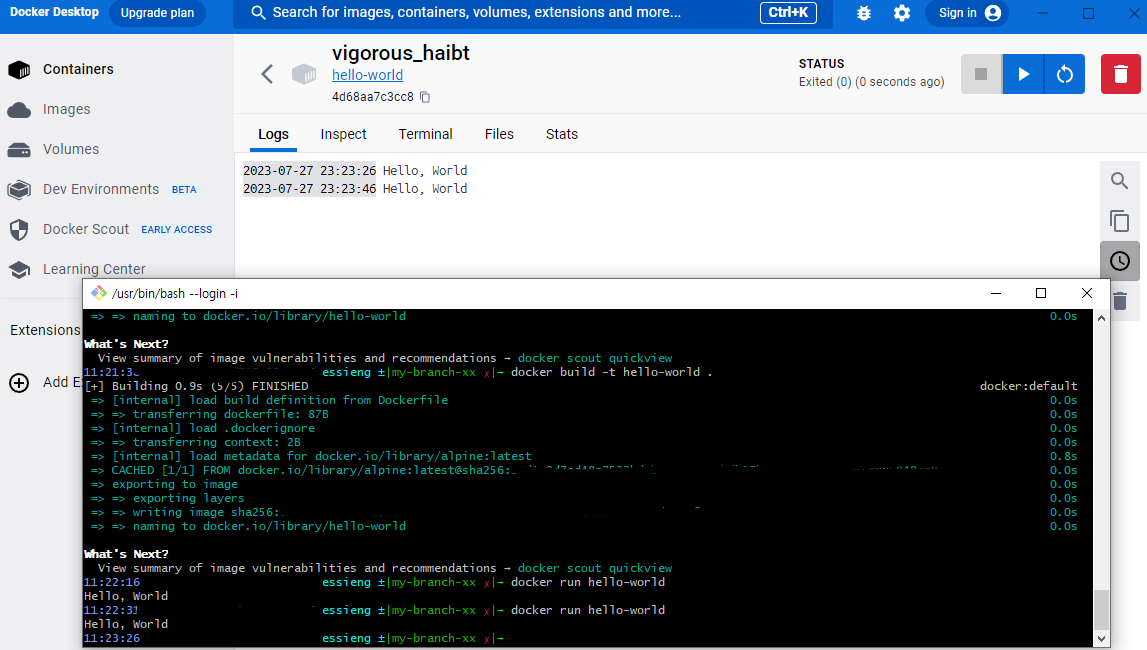 Docker Desktop Upgrade plan Search for images, containers, volumes, extensions and more... Ctrl+K Sign in
Containers
Images
Volumes
Dev Environments BETA
Docker Scout EARLY ACCESS
Learning Center
Extensions
Add
vigorous_haibt
hello-world
4d68aa7c3cc8
STATUS
Exited (0) (0 seconds ago)
Logs Inspect Terminal Files Stats
2023-07-27 23:23:26 Hello, World
2023-07-27 23:23:46 Hello, World
/usr/bin/bash --login -i
=> => naming to docker.io/library/hello-world 0.0s
What's Next?
View summary of image vulnerabilities and recommendations → docker scout quickview
essieng ±|my-branch-xx ✗|→ docker build -t hello-world .
[+] Building 0.9s (5/5) FINISHED docker:default
=> [internal] load build definition from Dockerfile 0.0s
=> => transferring dockerfile: 87B 0.0s
=> [internal] load .dockerignore 0.0s
=> => transferring context: 2B 0.0s
=> [internal] load metadata for docker.io/library/alpine:latest 0.8s
=> CACHED [1/1] FROM docker.io/library/alpine:latest@sha256: 0.0s
=> exporting to image 0.0s
=> => exporting layers 0.0s
=> => writing image sha256: 0.0s
=> => naming to docker.io/library/hello-world 0.0s
What's Next?
View summary of image vulnerabilities and recommendations → docker scout quickview
11:22:16 essieng ±|my-branch-xx ✗|→ docker run hello-world
Hello, World
11:22:31 essieng ±|my-branch-xx ✗|→ docker run hello-world
Hello, World
11:23:26 essieng ±|my-branch-xx ✗|→